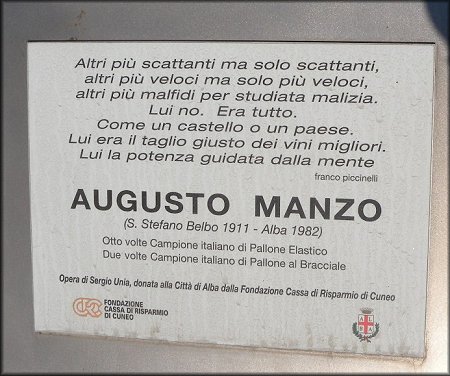 Altri più scattanti ma solo scattanti,
altri più veloci ma solo più veloci,
altri più malfidi per studiata malizia.
Lui no. Era tutto.
Come un castello o un paese.
Lui era il taglio giusto dei vini migliori.
Lui la potenza guidata dalla mente
franco piccinelli
AUGUSTO MANZO
(S. Stefano Belbo 1911 - Alba 1982)
Otto volte Campione italiano di Pallone Elastico
Due volte Campione italiano di Pallone al Bracciale
Opera di Sergio Unia, donata alla Città di Alba dalla Fondazione Cassa di Risparmio di Cuneo
FONDAZIONE
CASSA DI RISPARMIO
DI CUNEO